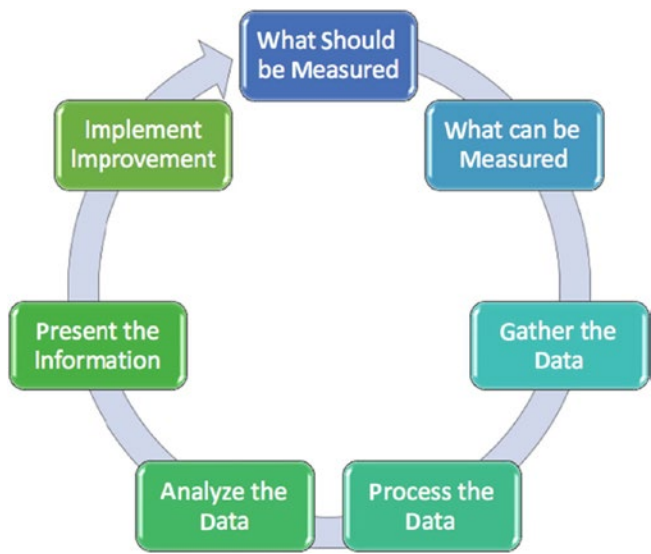 What Should
be Measured
What can be
Measured
Gather the
Data
Process the
Data
Analyze the
Data
Present the
Information
Implement
Improvement